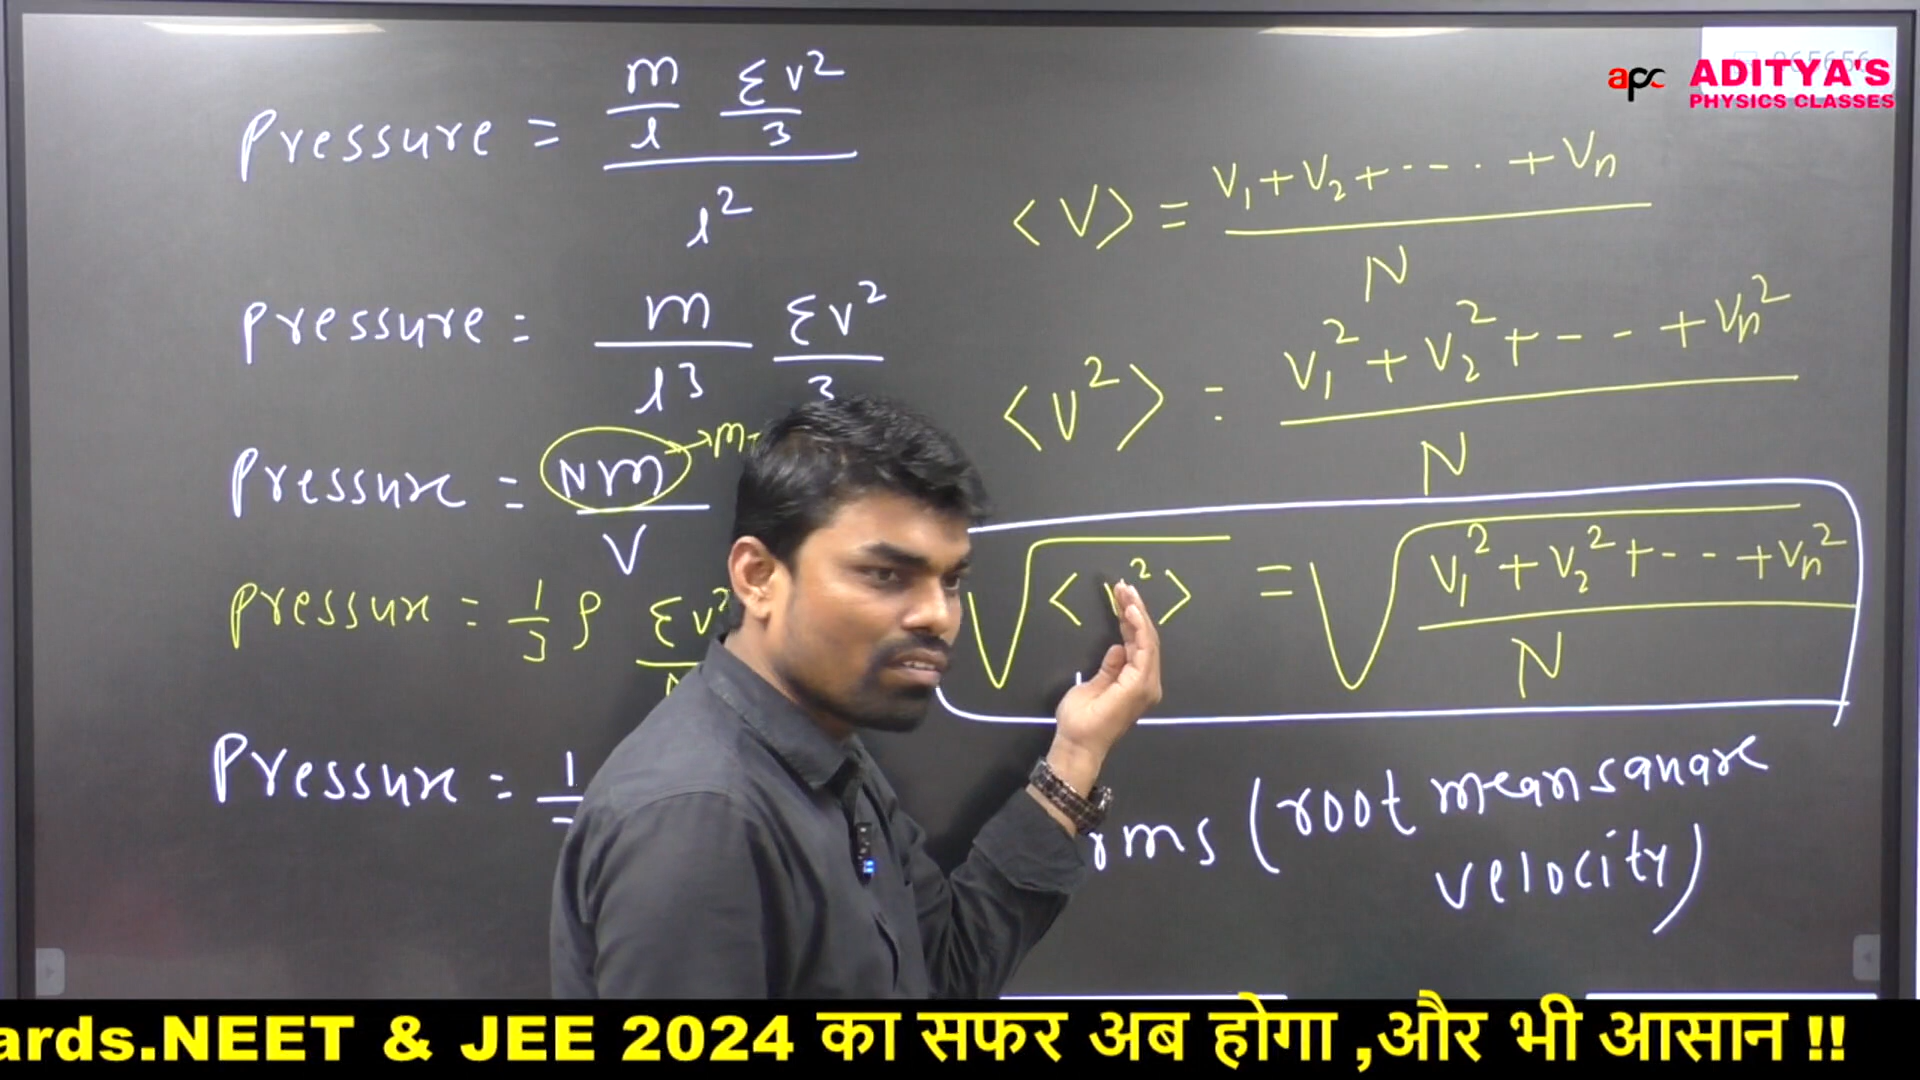 Pressure = m/l Σv²/3 / l²
Pressure = m/l³ Σv²/3
Pressure = Nm/V → m
Pressure = 1/3 ρ Σv²
Pressure = 1
<V> = V₁+V₂+---·+Vₙ / N
<V²> = V₁²+V₂²+---+Vₙ² / N
√<V²> = √V₁²+V₂²+---+Vₙ² / N
rms (root mean square
velocity)
apc ADITYA'S
PHYSICS CLASSES
ards.NEET & JEE 2024 का सफर अब होगा ,और भी आसान !!